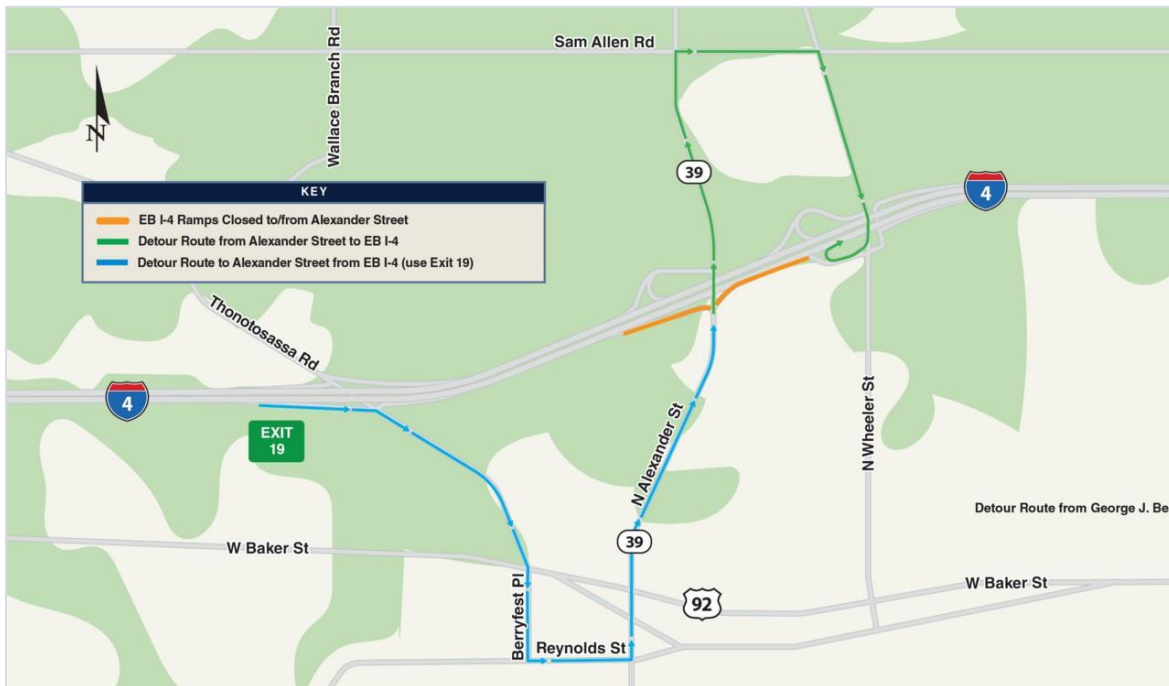 Sam Allen Rd
Wallace Branch Rd
N
39
4
KEY
EB I-4 Ramps Closed to/from Alexander Street
Detour Route from Alexander Street to EB I-4
Detour Route to Alexander Street from EB I-4 (use Exit 19)
Thonotosassa Rd
4
EXIT
19
N Alexander St
N Wheeler St
Detour Route from George J. Be
39
W Baker St
W Baker St
92
Berryfest Pl
Reynolds St